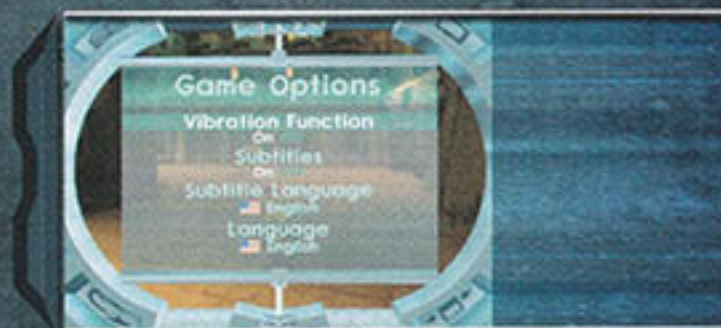 Game Options
Vibration Function
On
Subtitles
On
Subtitle Language
English
Language
English